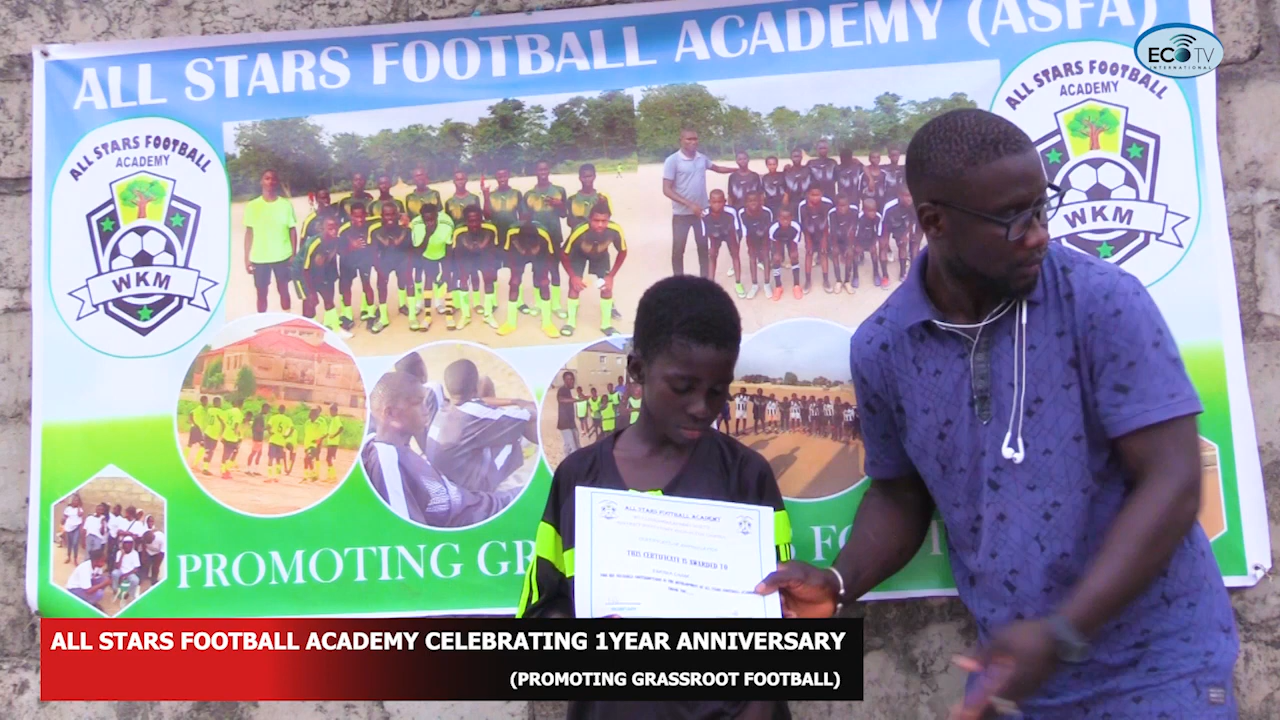 ALL STARS FOOTBALL ACADEMY (ASFA)
ECO TV
INTERNATIONAL
ALL STARS FOOTBALL
ACADEMY
WKM
ALL STARS FOOTBALL
ACADEMY
WKM
PROMOTING
ALL STARS FOOTBALL ACADEMY
THIS CERTIFICATE IS AWARDED TO
ALL STARS FOOTBALL ACADEMY CELEBRATING 1YEAR ANNIVERSARY
(PROMOTING GRASSROOT FOOTBALL)